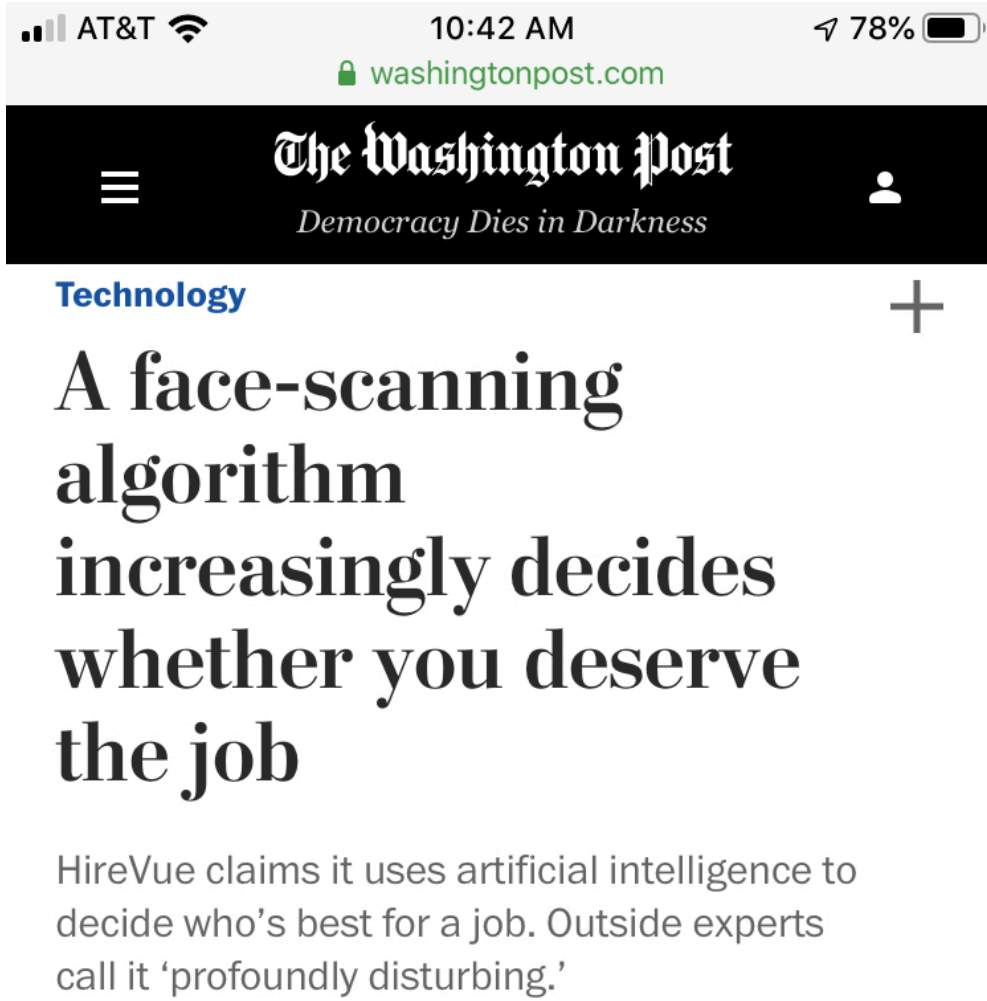 AT&T 10:42 AM 78%
washingtonpost.com
The Washington Post
Democracy Dies in Darkness
Technology
A face-scanning
algorithm
increasingly decides
whether you deserve
the job
HireVue claims it uses artificial intelligence to
decide who’s best for a job. Outside experts
call it ‘profoundly disturbing.’